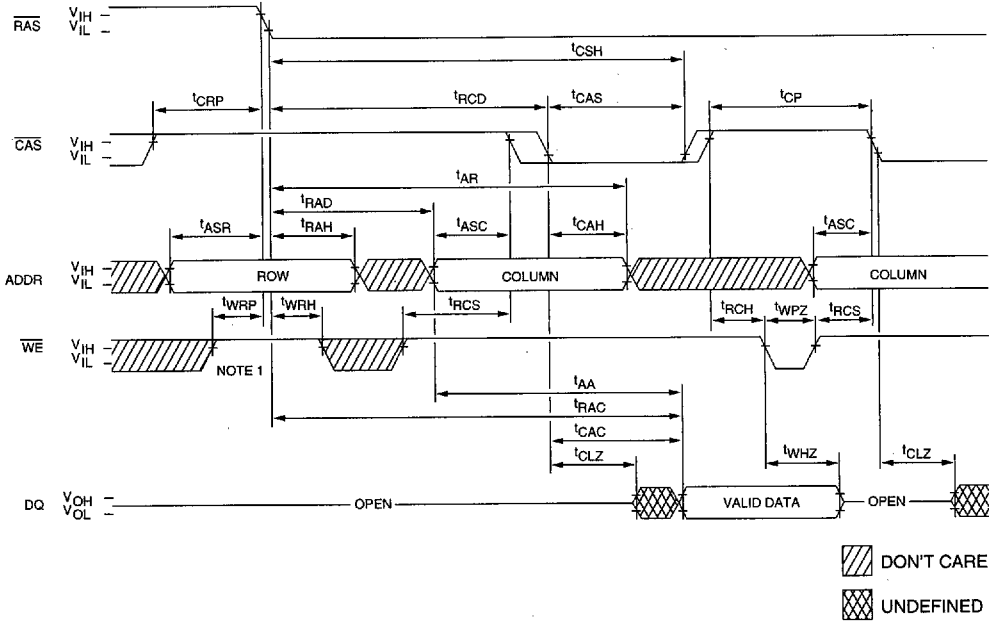 RAS VIH VIL
tCSH
tCRP tRCD tCAS tCP
CAS VIH VIL
tAR
tRAD
tASR tRAH tASC tCAH tASC
ADDR VIH VIL ROW COLUMN COLUMN
tWRP tWRH tRCS tRCH tWPZ tRCS
WE VIH VIL
NOTE 1
tAA
tRAC
tCAC
tCLZ tWHZ tCLZ
DQ VOH VOL OPEN VALID DATA OPEN
DON'T CARE
UNDEFINED